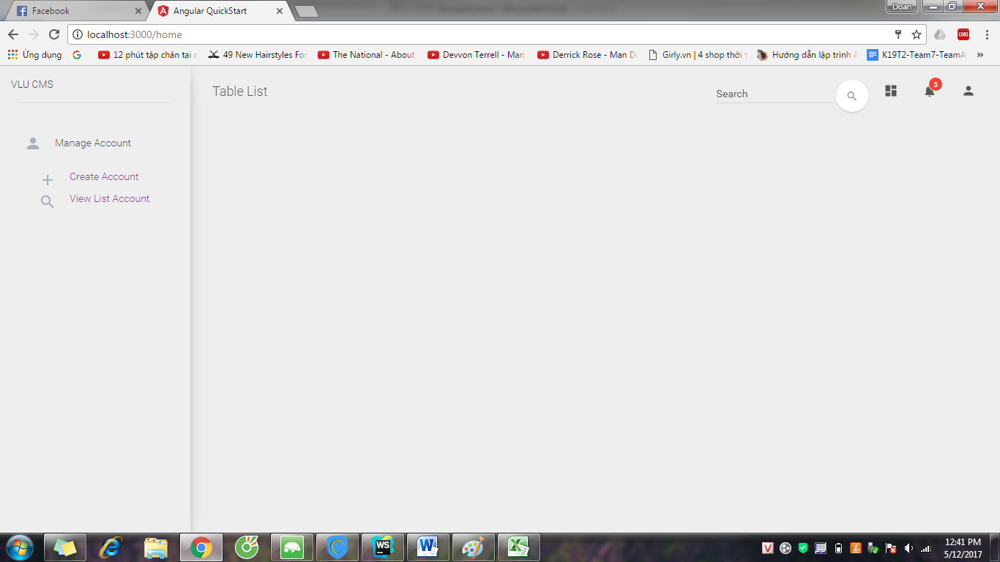 Facebook
Angular QuickStart
Doan
localhost:3000/home
CORS
Ứng dụng
12 phút tập chân tại n
49 New Hairstyles For
The National - About
Devvon Terrell - Man
Derrick Rose - Man D
Girly.vn | 4 shop thời t
Hướng dẫn lập trình A
K19T2-Team7-TeamA
VLU CMS
Table List
Search
5
Manage Account
Create Account
View List Account
WS
12:41 PM
5/12/2017